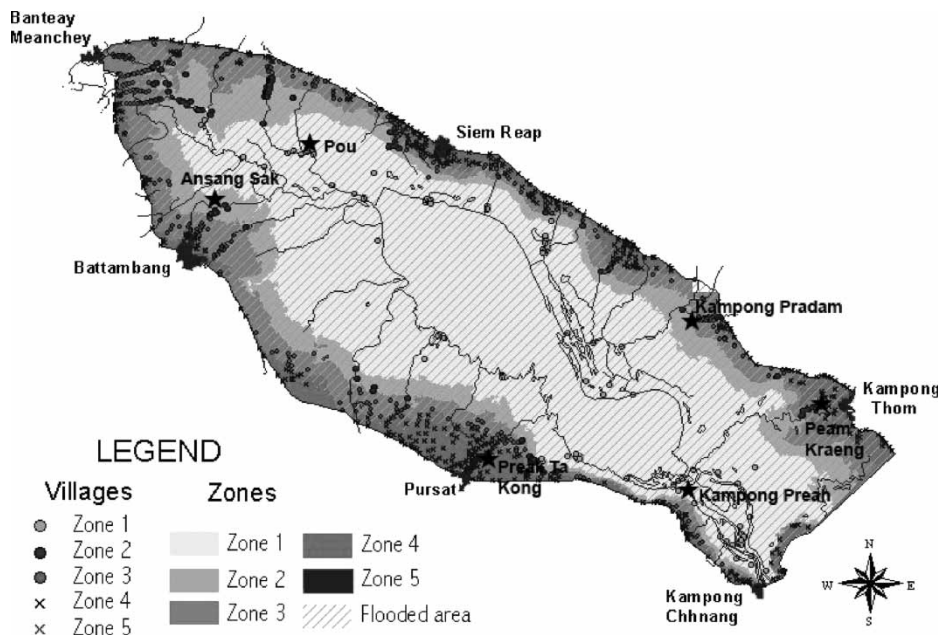 Banteay
Meanchey
Siem Reap
Pou
Ansang Sak
Battambang
Kampong Pradam
Kampong
Thom
Peam
Kraeng
Preak Ta
Kong
Pursat
Kampong Preah
Kampong
Chhnang
LEGEND
Villages
Zone 1
Zone 2
Zone 3
Zone 4
Zone 5
Zones
Zone 1
Zone 2
Zone 3
Zone 4
Zone 5
Flooded area
N
W E
S